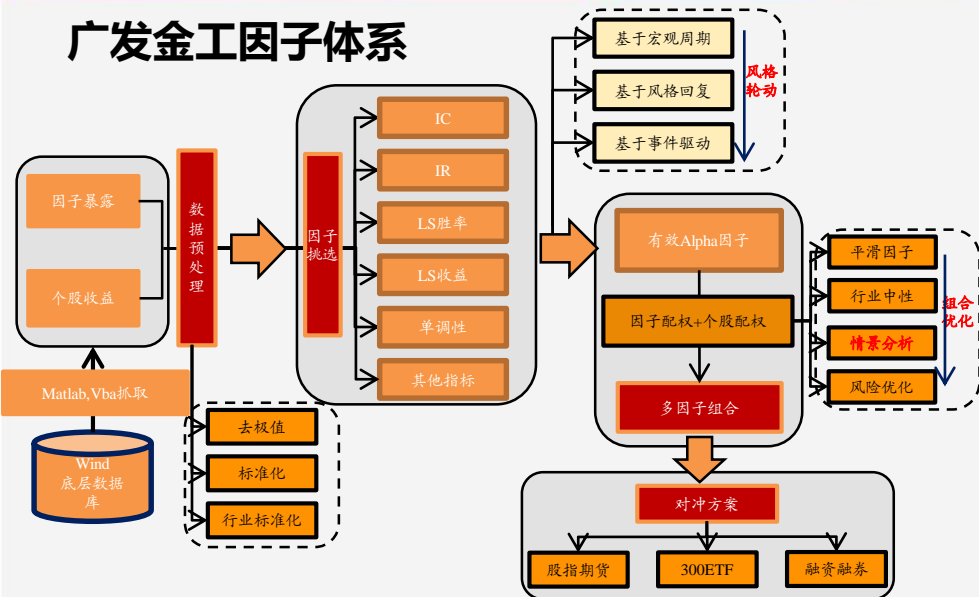 广发金工因子体系
因子暴露
个股收益
数
据
预
处
理
Matlab,Vba抓取
Wind
底层数据
库
去极值
标准化
行业标准化
因子
挑选
IC
IR
LS胜率
LS收益
单调性
其他指标
基于宏观周期
基于风格回复
基于事件驱动
风格
轮动
有效Alpha因子
因子配权+个股配权
多因子组合
平滑因子
行业中性
情景分析
风险优化
组合
优化
对冲方案
股指期货
300ETF
融资融券